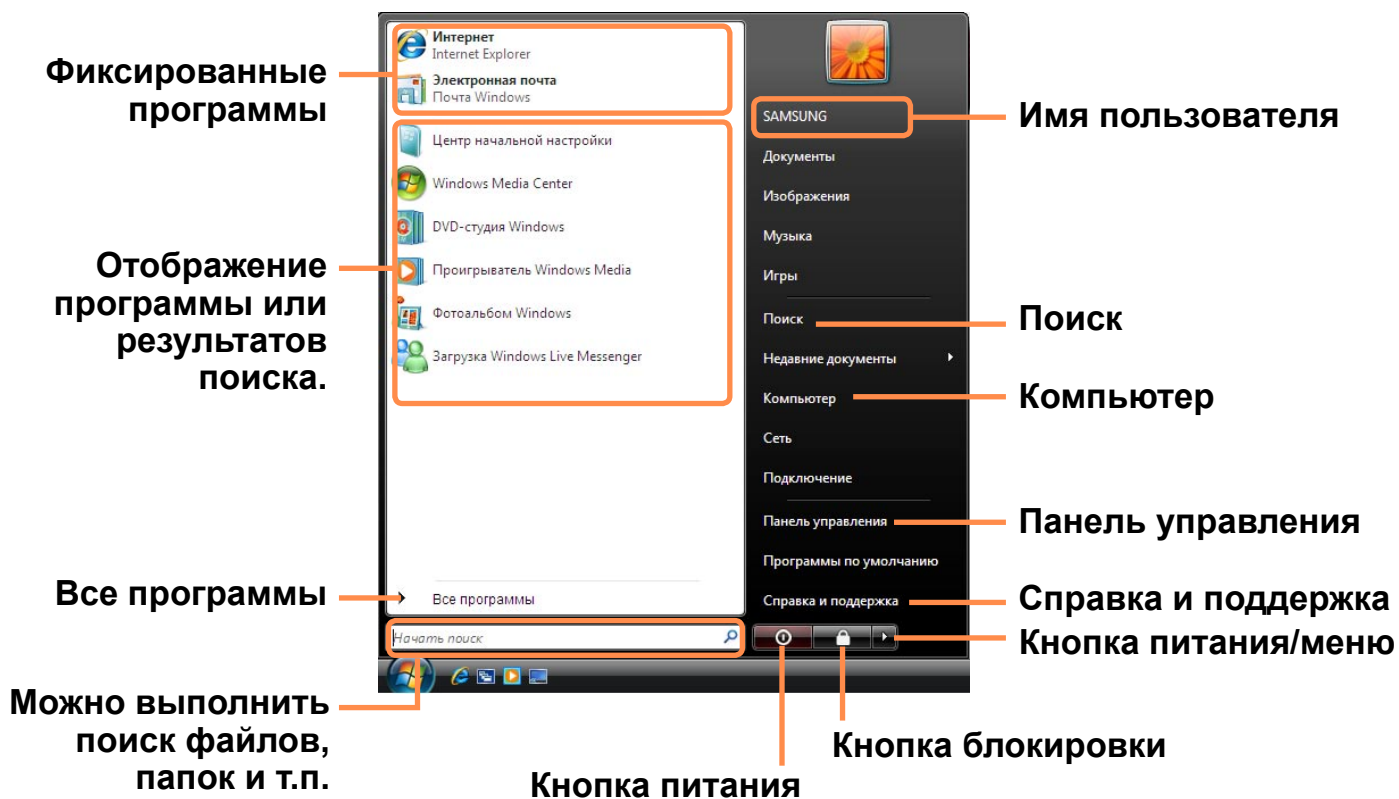 Фиксированные
программы
Отображение
программы или
результатов
поиска.
Все программы
Можно выполнить
поиск файлов,
папок и т.п.
Интернет
Internet Explorer
Электронная почта
Почта Windows
Центр начальной настройки
Windows Media Center
DVD-студия Windows
Проигрыватель Windows Media
Фотоальбом Windows
Загрузка Windows Live Messenger
Все программы
Начать поиск
SAMSUNG
Документы
Изображения
Музыка
Игры
Поиск
Недавние документы
Компьютер
Сеть
Подключение
Панель управления
Программы по умолчанию
Справка и поддержка
Имя пользователя
Поиск
Компьютер
Панель управления
Справка и поддержка
Кнопка питания/меню
Кнопка блокировки
Кнопка питания